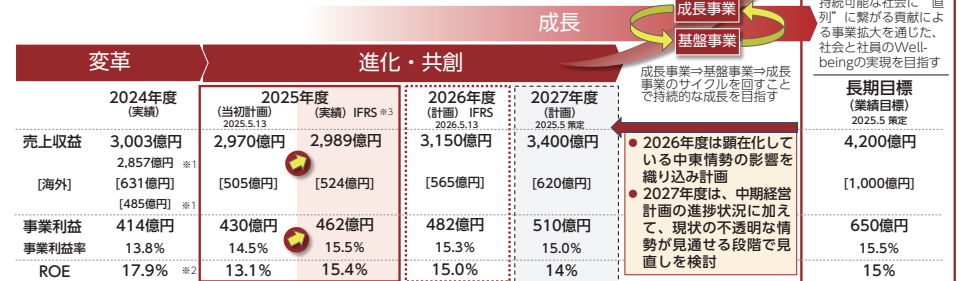 持続可能な社会に“直
列”に繋がる貢献によ
る事業拡大を通じた、
社会と社員のWell-
beingの実現を目指す
成長事業
成長
基盤事業
変革
進化・共創
成長事業⇒基盤事業⇒成長
事業のサイクルを回すこと
で持続的な成長を目指す
2024年度
(実績)
2025年度
(当初計画)
2025.5.13
(実績) IFRS ※3
2026年度
(計画) IFRS
2026.5.13
2027年度
(計画)
2025.5 策定
長期目標
(業績目標)
2025.5 策定
売上収益 3,003億円 2,970億円 2,989億円 3,150億円 3,400億円 4,200億円
2,857億円 ※1
[海外] [631億円] [505億円] [524億円] [565億円] [620億円] [1,000億円]
[485億円] ※1
事業利益 414億円 430億円 462億円 482億円 510億円 650億円
事業利益率 13.8% 14.5% 15.5% 15.3% 15.0% 15.5%
ROE 17.9% ※2 13.1% 15.4% 15.0% 14% 15%
● 2026年度は顕在化して
いる中東情勢の影響を
織り込み計画
● 2027年度は、中期経営
計画の進捗状況に加え
て、現状の不透明な情
勢が見通せる段階で見
直しを検討